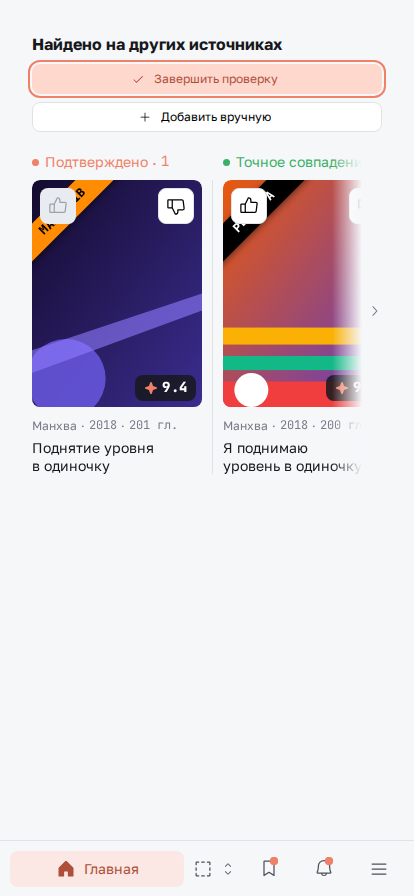 Найдено на других источниках
Завершить проверку
Добавить вручную
Подтверждено · 1
Точное совпадени
9.4
Манхва · 2018 · 201 гл.
Поднятие уровня
в одиночку
Манхва · 2018 · 200 гл
Я поднимаю
уровень в одиночку
Главная